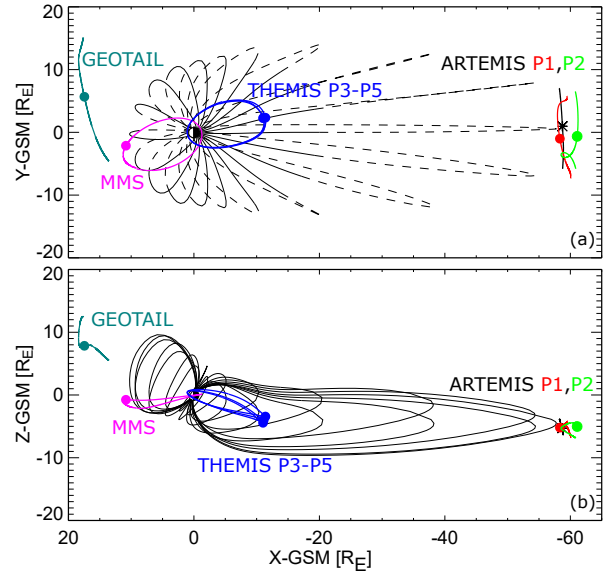 20
10
0
-10
-20
Y-GSM [RE]
GEOTAIL
THEMIS P3-P5
MMS
ARTEMIS P1,P2
(a)
20
10
0
-10
-20
Z-GSM [RE]
GEOTAIL
MMS
THEMIS P3-P5
ARTEMIS P1,P2
(b)
20 0 -20 -40 -60
X-GSM [RE]